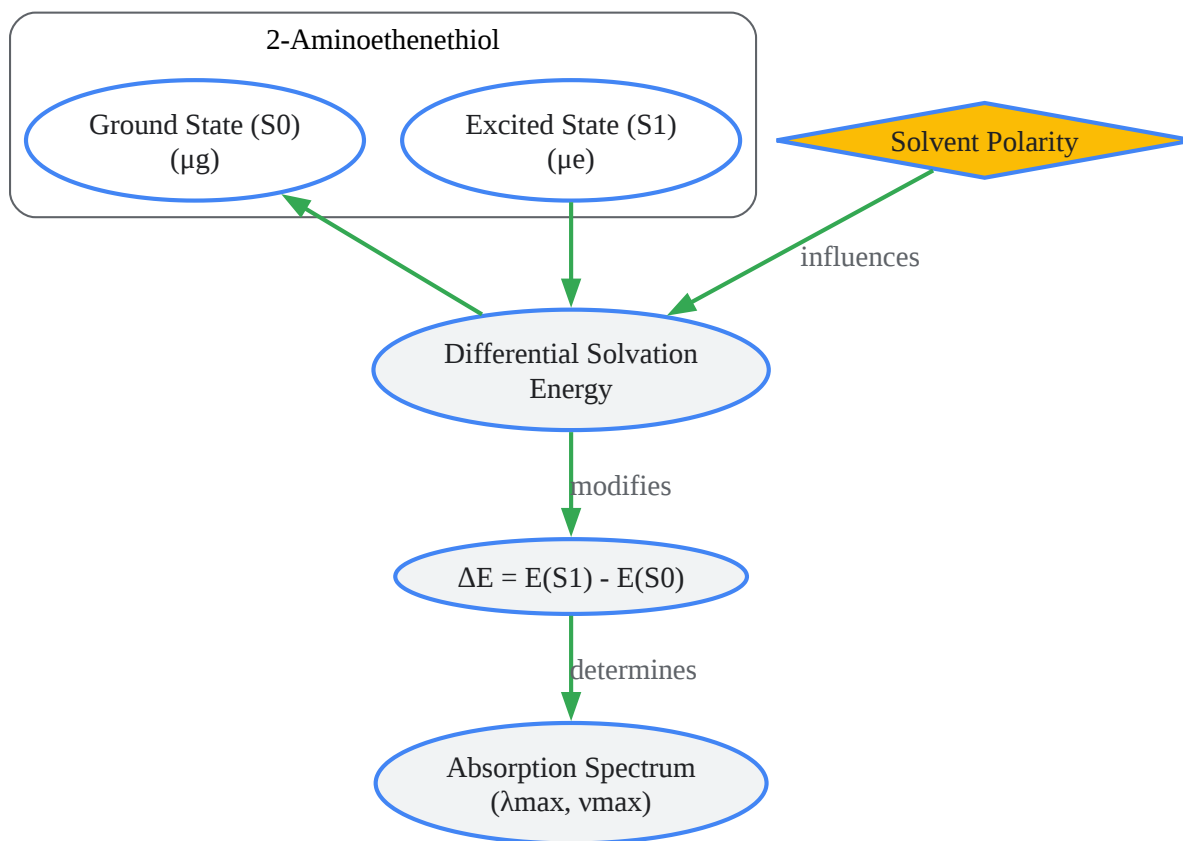 2-Aminoethenethiol
Ground State (S0)
(μg)
Excited State (S1)
(μe)
Solvent Polarity
influences
Differential Solvation
Energy
modifies
ΔE = E(S1) - E(S0)
determines
Absorption Spectrum
(λmax, νmax)